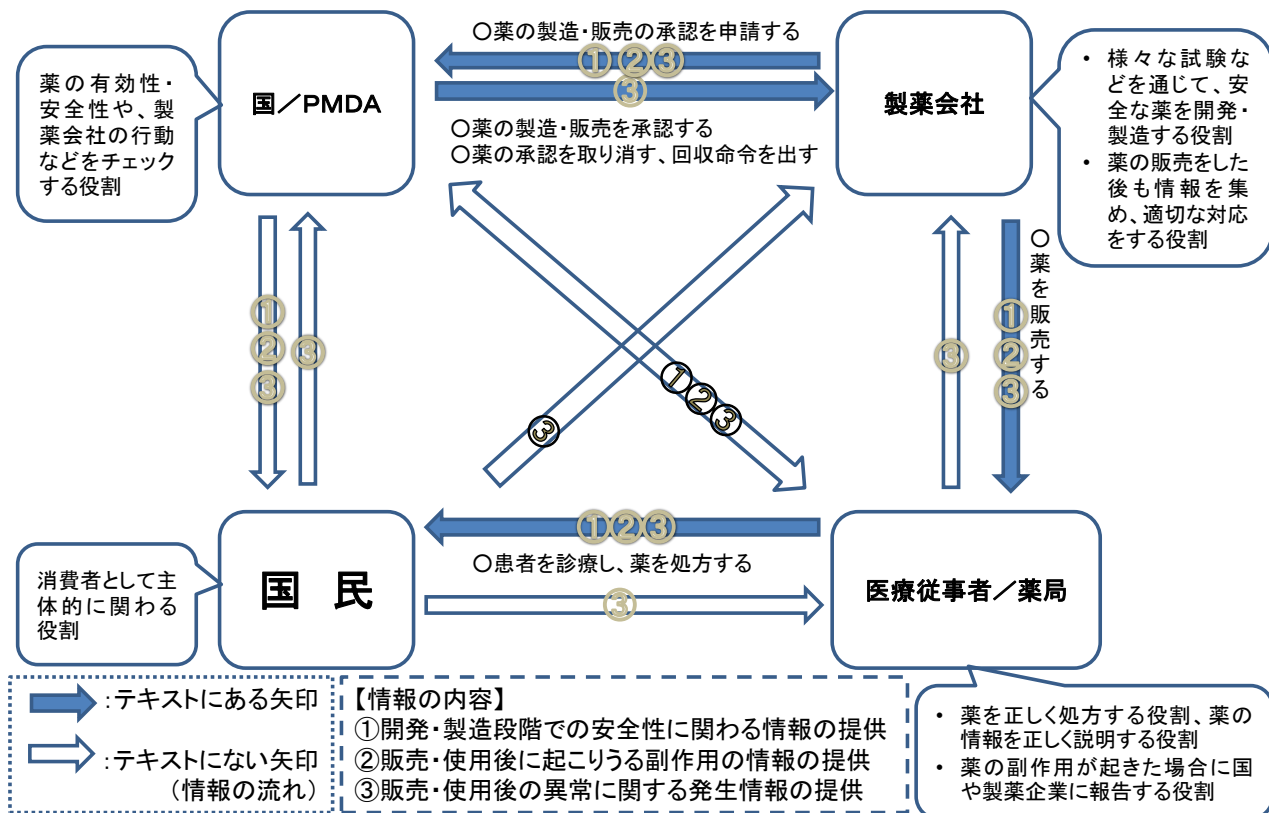 ○薬の製造・販売の承認を申請する
①②③
③
○薬の製造・販売を承認する
○薬の承認を取り消す、回収命令を出す
国／PMDA
薬の有効性・
安全性や、製
薬会社の行動
などをチェック
する役割
製薬会社
• 様々な試験な
どを通じて、安
全な薬を開発・
製造する役割
• 薬の販売をした
後も情報を集
め、適切な対応
をする役割
①
②
③
③
③
①②③
③
○薬を販売する
①
②
③
国 民
消費者として主
体的に関わる
役割
①②③
○患者を診療し、薬を処方する
③
医療従事者／薬局
• 薬を正しく処方する役割、薬の
情報を正しく説明する役割
• 薬の副作用が起きた場合に国
や製薬企業に報告する役割
：テキストにある矢印
：テキストにない矢印
（情報の流れ）
【情報の内容】
①開発・製造段階での安全性に関わる情報の提供
②販売・使用後に起こりうる副作用の情報の提供
③販売・使用後の異常に関する発生情報の提供